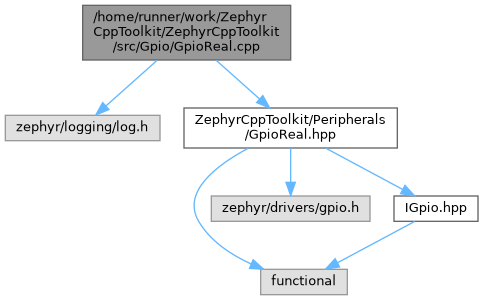 /home/runner/work/Zephyr
CppToolkit/ZephyrCppToolkit
/src/Gpio/GpioReal.cpp
zephyr/logging/log.h
ZephyrCppToolkit/Peripherals
/GpioReal.hpp
zephyr/drivers/gpio.h
IGpio.hpp
functional